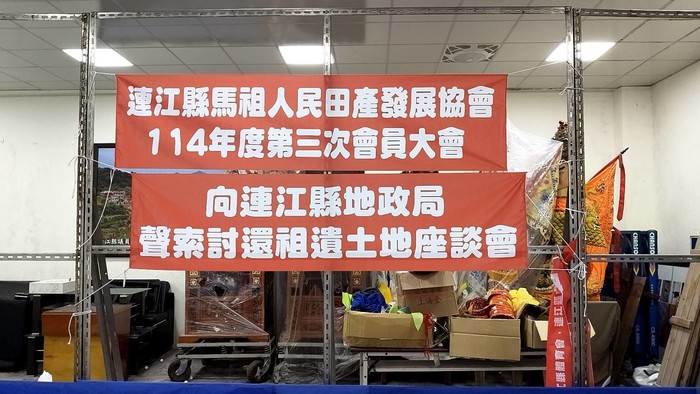 連江縣馬祖人民田產發展協會
114年度第三次會員大會
向連江縣地政局
聲索討還祖遺土地座談會